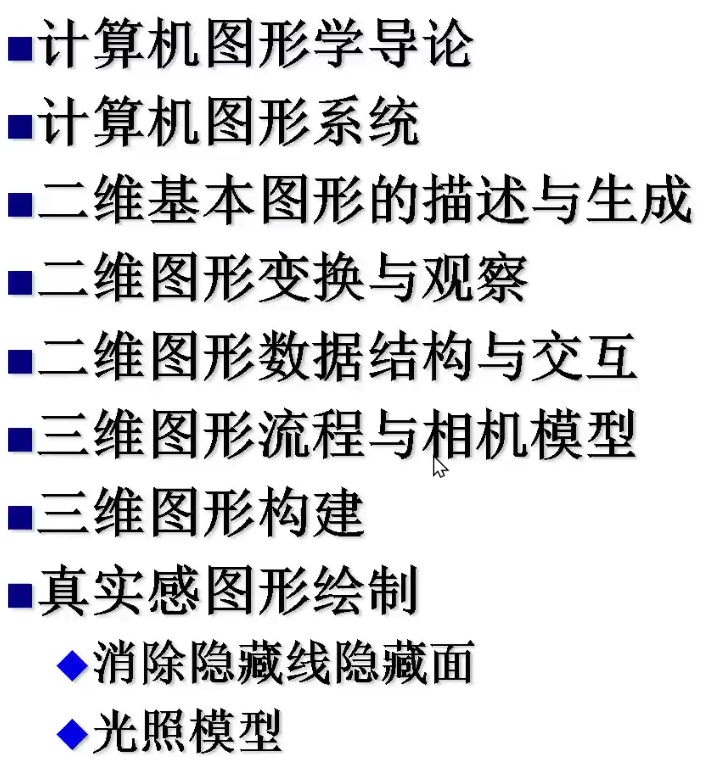 ■计算机图形学导论
■计算机图形系统
■二维基本图形的描述与生成
■二维图形变换与观察
■二维图形数据结构与交互
■三维图形流程与相机模型
■三维图形构建
■真实感图形绘制
◆消除隐藏线隐藏面
◆光照模型